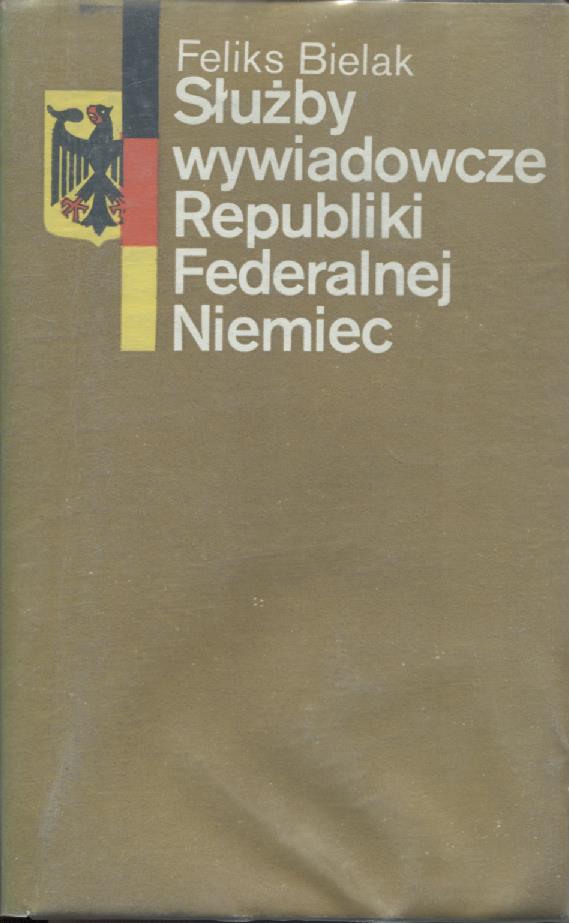 Feliks Bielak
Służby
wywiadowcze
Republiki
Federalnej
Niemiec